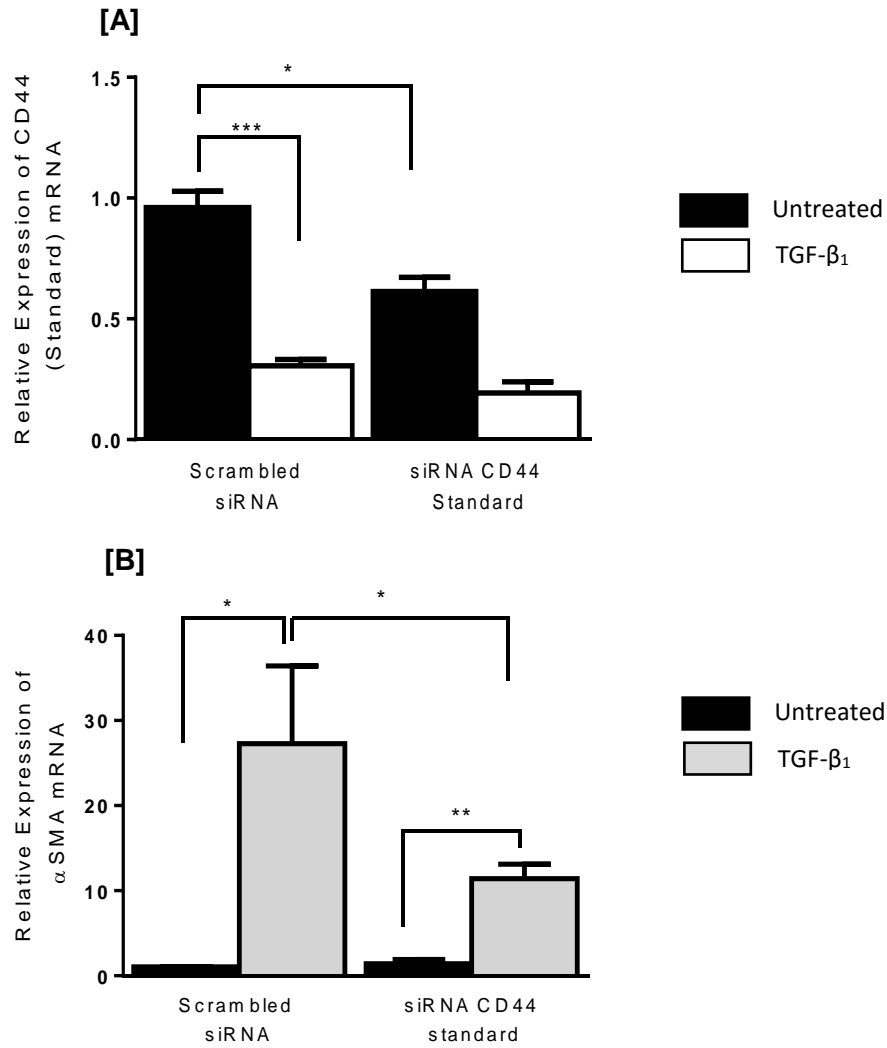 [A]
Relative Expression of CD44
(Standard) mRNA
1.5
1.0
0.5
0.0
*
***
Scrambled
siRNA
siRNA CD44
Standard
Untreated
TGF-β₁
[B]
Relative Expression of
α SMA mRNA
40
30
20
10
0
*
*
**
Scrambled
siRNA
siRNA CD44
standard
Untreated
TGF-β₁